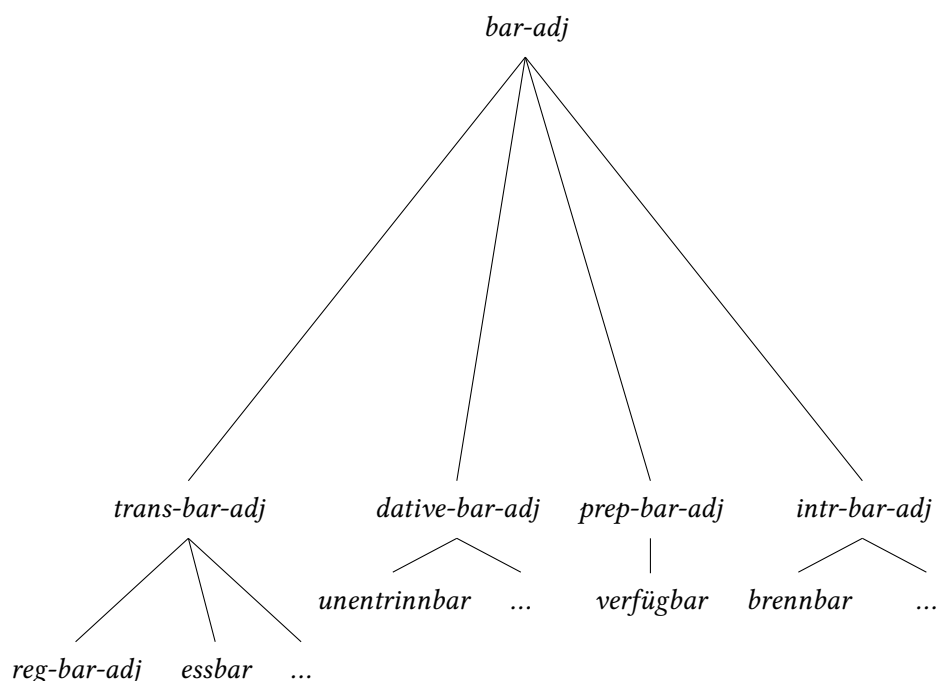 bar-adj
trans-bar-adj dative-bar-adj prep-bar-adj intr-bar-adj
unentrinnbar ... verfügbar brennbar ...
reg-bar-adj essbar ...